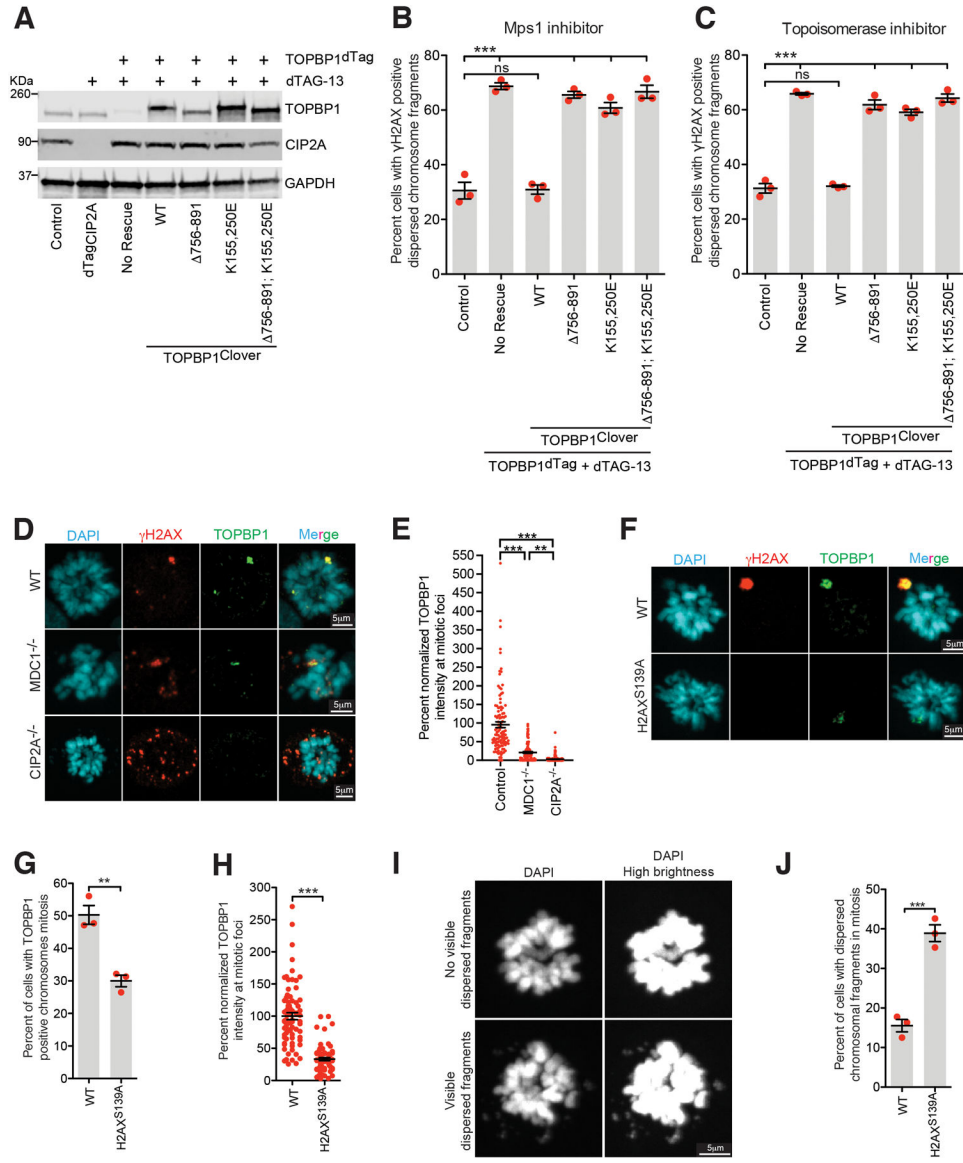 A
+ + + + + TOPBP1dTag
+ + + + + + dTAG-13
KDa
260
TOPBP1
90
CIP2A
37
GAPDH
Control
dTagCIP2A
No Rescue
WT
Δ756-891
K155,250E
Δ756-891; K155,250E
TOPBP1Clover
B
Mps1 inhibitor
Percent cells with γH2AX positive
dispersed chromosome fragments
80
60
40
20
0
***
ns
Control
No Rescue
WT
Δ756-891
K155,250E
Δ756-891; K155,250E
TOPBP1Clover
TOPBP1dTag + dTAG-13
C
Topoisomerase inhibitor
Percent cells with γH2AX positive
dispersed chromosome fragments
80
60
40
20
0
***
ns
Control
No Rescue
WT
Δ756-891
K155,250E
Δ756-891; K155,250E
TOPBP1Clover
TOPBP1dTag + dTAG-13
D
DAPI γH2AX TOPBP1 Merge
WT
5μm
MDC1-/-
5μm
CIP2A-/-
5μm
E
Percent normalized TOPBP1
intensity at mitotic foci
550
500
450
400
350
300
250
200
150
100
50
0
***
*** **
Control
MDC1-/-
CIP2A-/-
F
DAPI γH2AX TOPBP1 Merge
WT
5μm
H2AXS139A
5μm
G
Percent of cells with TOPBP1
positive chromosomes mitosis
60
50
40
30
20
10
0
**
WT
H2AXS139A
H
Percent normalized TOPBP1
intensity at mitotic foci
300
250
200
150
100
50
0
***
WT
H2AXS139A
I
DAPI
DAPI
High brightness
No visible
dispersed fragments
Visible
dispersed fragments
5μm
J
Percent of cells with dispersed
chromosomal fragments in mitosis
50
40
30
20
10
0
***
WT
H2AXS139A